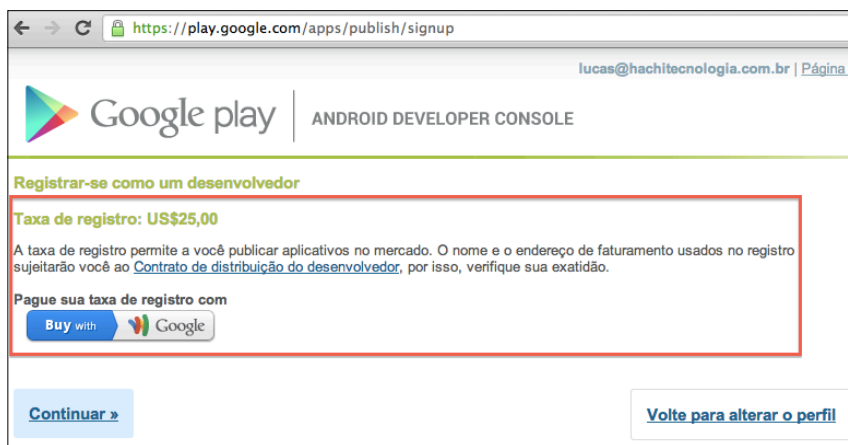 https://play.google.com/apps/publish/signup
lucas@hachitecnologia.com.br | Página
Google play | ANDROID DEVELOPER CONSOLE
Registrar-se como um desenvolvedor
Taxa de registro: US$25,00
A taxa de registro permite a você publicar aplicativos no mercado. O nome e o endereço de faturamento usados no registro
sujeitarão você ao Contrato de distribuição do desenvolvedor, por isso, verifique sua exatidão.
Pague sua taxa de registro com
Buy with Google
Continuar »
Volte para alterar o perfil